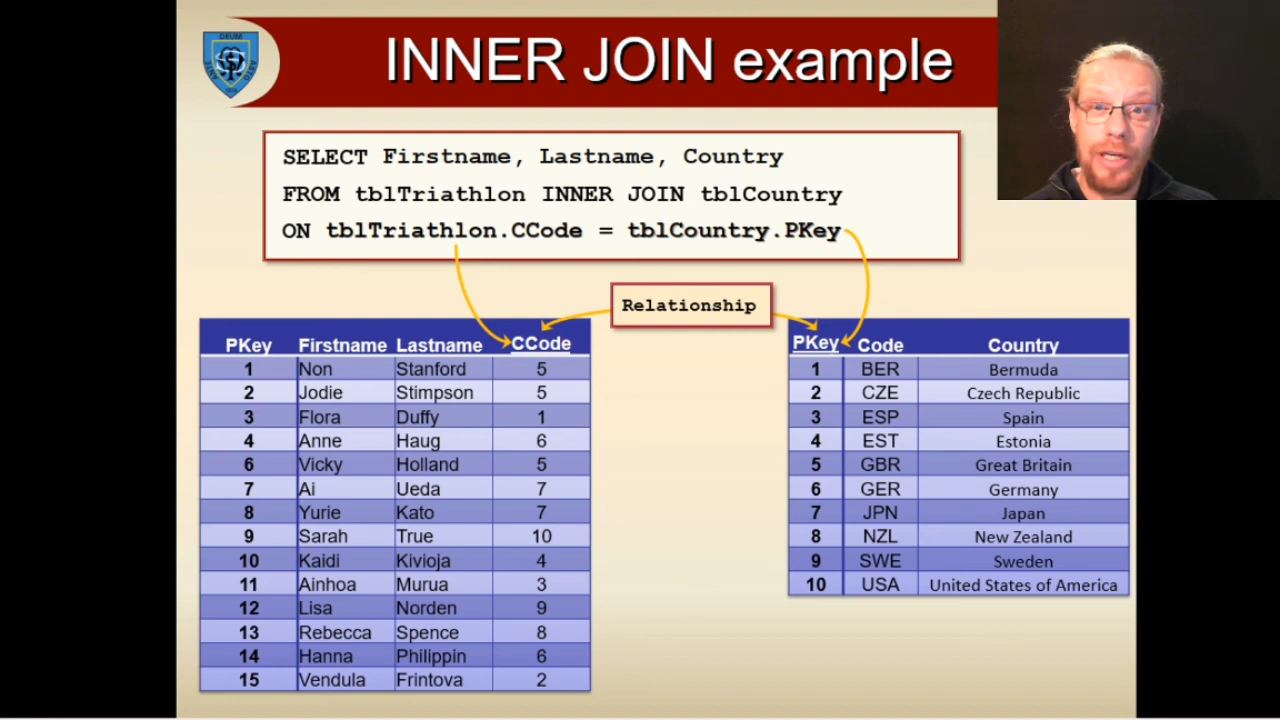 INNER JOIN example
SELECT Firstname, Lastname, Country
FROM tblTriathlon INNER JOIN tblCountry
ON tblTriathlon.CCode = tblCountry.PKey
Relationship
PKey Firstname Lastname CCode
1 Non Stanford 5
2 Jodie Stimpson 5
3 Flora Duffy 1
4 Anne Haug 6
6 Vicky Holland 5
7 Ai Ueda 7
8 Yurie Kato 7
9 Sarah True 10
10 Kaidi Kivioja 4
11 Ainhoa Murua 3
12 Lisa Norden 9
13 Rebecca Spence 8
14 Hanna Philippin 6
15 Vendula Frintova 2
PKey Code Country
1 BER Bermuda
2 CZE Czech Republic
3 ESP Spain
4 EST Estonia
5 GBR Great Britain
6 GER Germany
7 JPN Japan
8 NZL New Zealand
9 SWE Sweden
10 USA United States of America